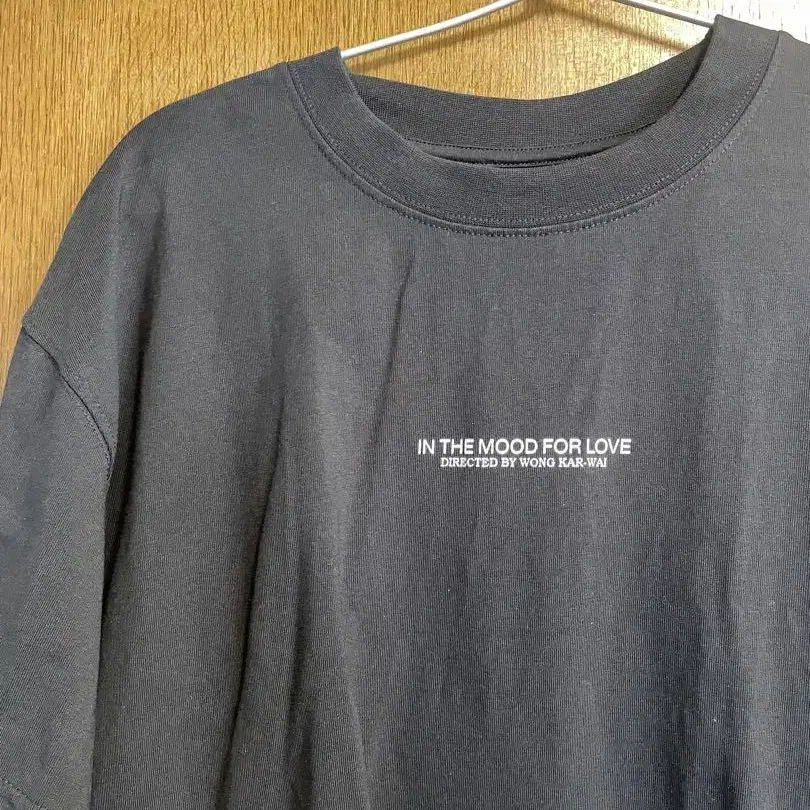 IN THE MOOD FOR LOVE
DIRECTED BY WONG KAR-WAI